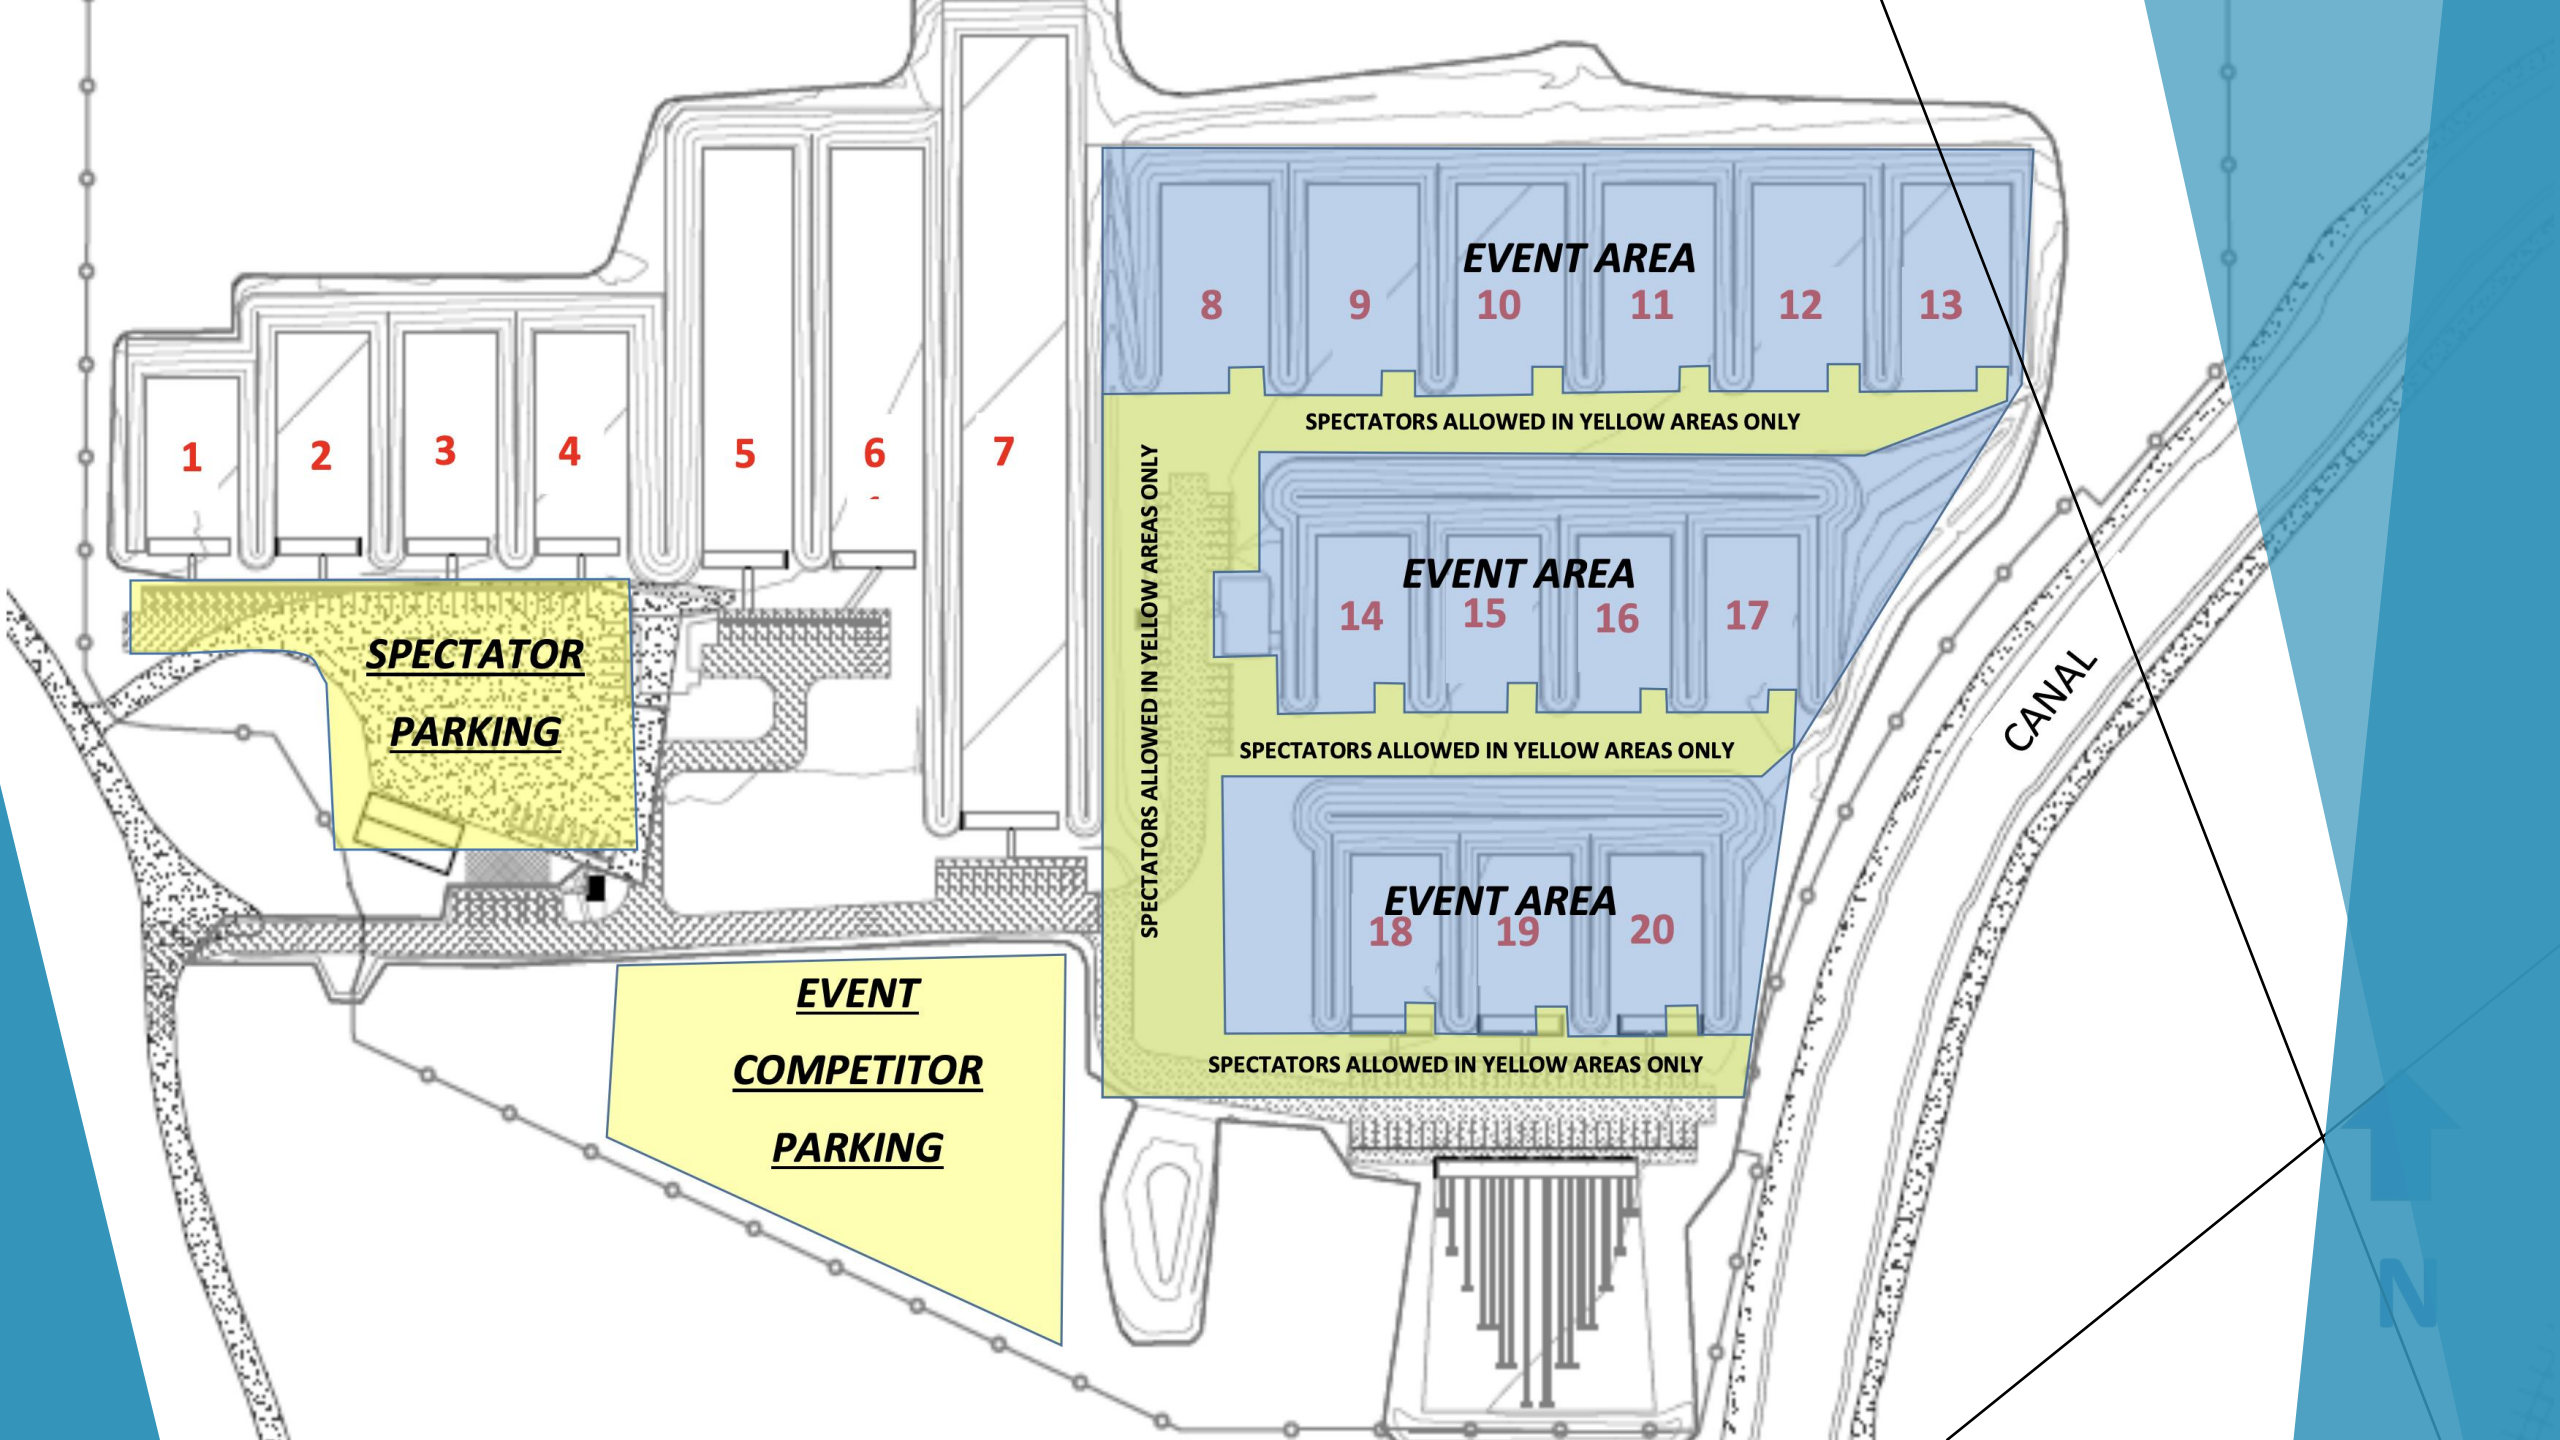 EVENT AREA
8 9 10 11 12 13
SPECTATORS ALLOWED IN YELLOW AREAS ONLY
1 2 3 4 5 6 7
SPECTATORS ALLOWED IN YELLOW AREAS ONLY
EVENT AREA
14 15 16 17
SPECTATOR
PARKING
CANAL
SPECTATORS ALLOWED IN YELLOW AREAS ONLY
EVENT AREA
18 19 20
EVENT
COMPETITOR
PARKING
SPECTATORS ALLOWED IN YELLOW AREAS ONLY
N